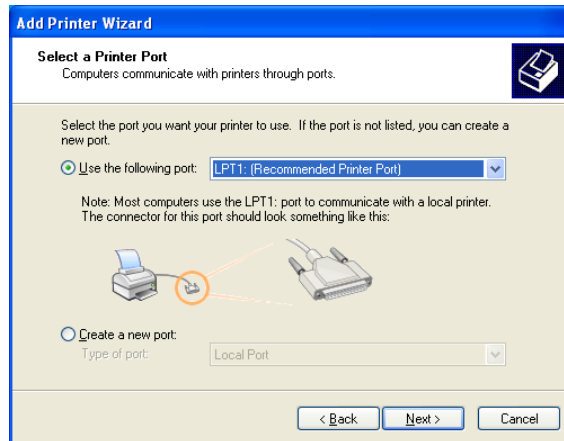 Add Printer Wizard
Select a Printer Port
Computers communicate with printers through ports.
Select the port you want your printer to use.  If the port is not listed, you can create a
new port.
Use the following port:
LPT1: (Recommended Printer Port)
Note: Most computers use the LPT1: port to communicate with a local printer.
The connector for this port should look something like this:
Create a new port:
Type of port:
Local Port
< Back
Next >
Cancel